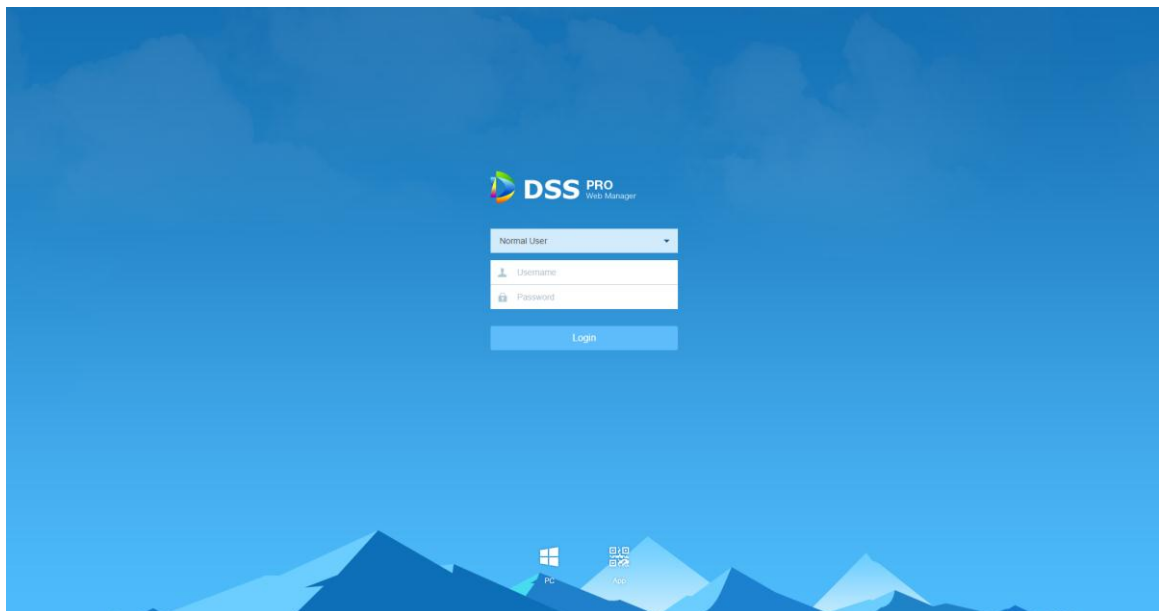 DSS PRO
Web Manager
Normal User
Username
Password
Login
PC App